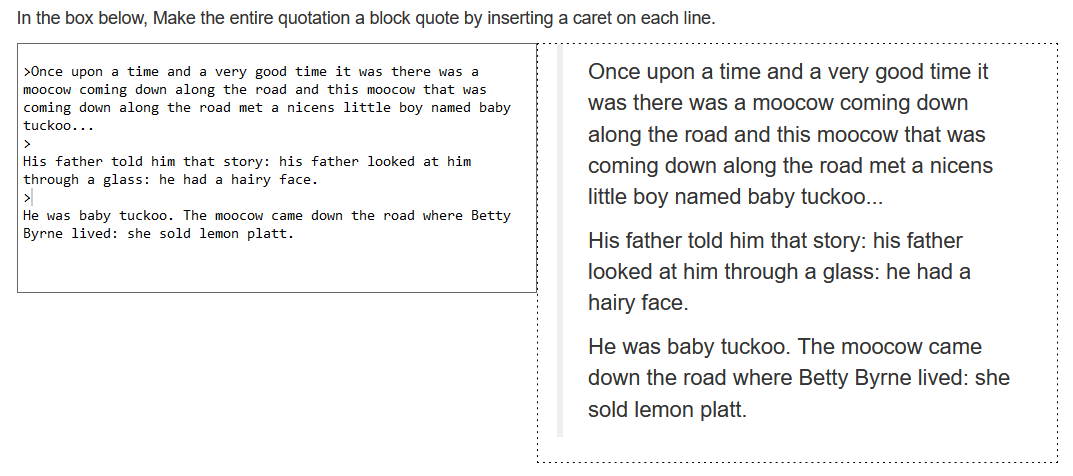 In the box below, Make the entire quotation a block quote by inserting a caret on each line.
>Once upon a time and a very good time it was there was a
moocow coming down along the road and this moocow that was
coming down along the road met a nicens little boy named baby
tuckoo...
>
His father told him that story: his father looked at him
through a glass: he had a hairy face.
>
He was baby tuckoo. The moocow came down the road where Betty
Byrne lived: she sold lemon platt.
Once upon a time and a very good time it
was there was a moocow coming down
along the road and this moocow that was
coming down along the road met a nicens
little boy named baby tuckoo...
His father told him that story: his father
looked at him through a glass: he had a
hairy face.
He was baby tuckoo. The moocow came
down the road where Betty Byrne lived: she
sold lemon platt.